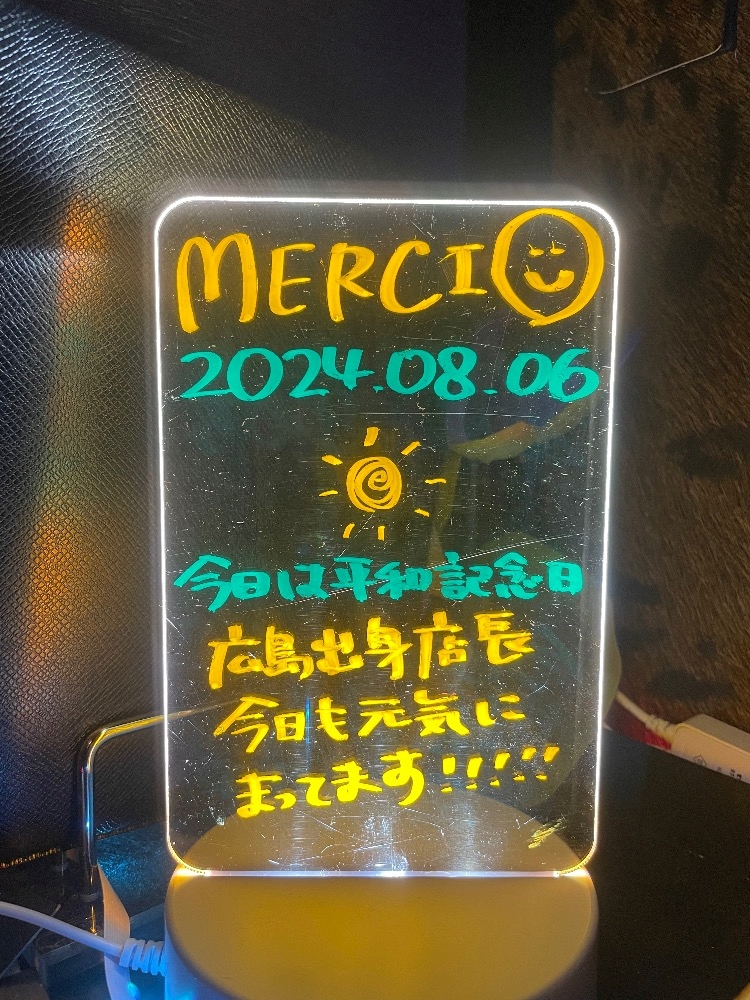 MERCI
2024.08.06
今日は平和記念日
広島出身店長
今日も元気に
まってます!!!!!